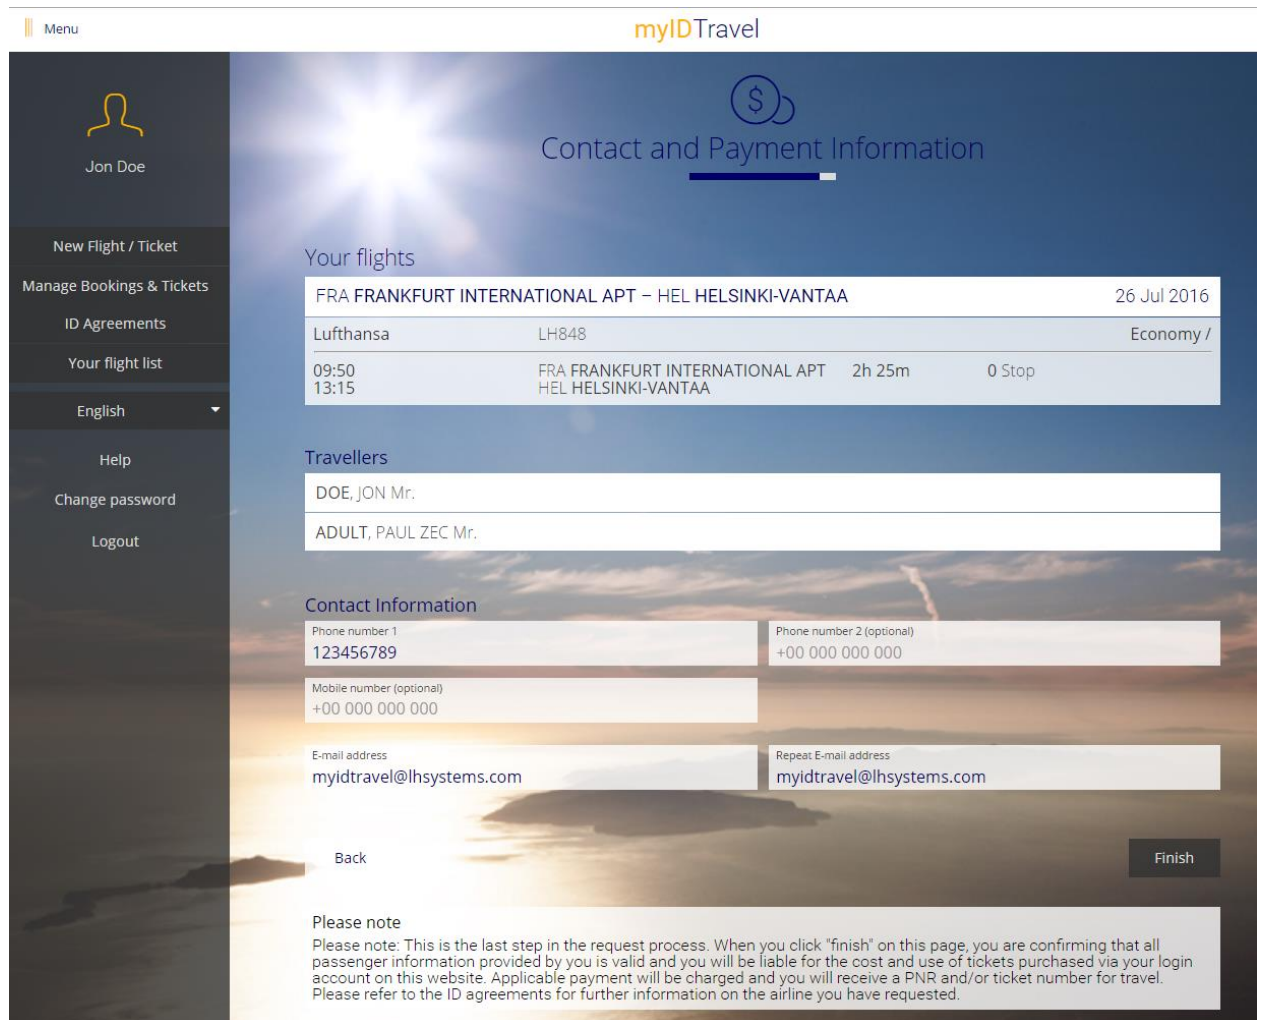 Menu
myIDTravel
Jon Doe
New Flight / Ticket
Manage Bookings & Tickets
ID Agreements
Your flight list
English
Help
Change password
Logout
$
Contact and Payment Information
Your flights
FRA FRANKFURT INTERNATIONAL APT – HEL HELSINKI-VANTAA 26 Jul 2016
Lufthansa LH848 Economy /
09:50 FRA FRANKFURT INTERNATIONAL APT 2h 25m 0 Stop
13:15 HEL HELSINKI-VANTAA
Travellers
DOE, JON Mr.
ADULT, PAUL ZEC Mr.
Contact Information
Phone number 1 Phone number 2 (optional)
123456789 +00 000 000 000
Mobile number (optional)
+00 000 000 000
E-mail address Repeat E-mail address
myidtravel@lhsystems.com myidtravel@lhsystems.com
Back Finish
Please note
Please note: This is the last step in the request process. When you click "finish" on this page, you are confirming that all
passenger information provided by you is valid and you will be liable for the cost and use of tickets purchased via your login
account on this website. Applicable payment will be charged and you will receive a PNR and/or ticket number for travel.
Please refer to the ID agreements for further information on the airline you have requested.